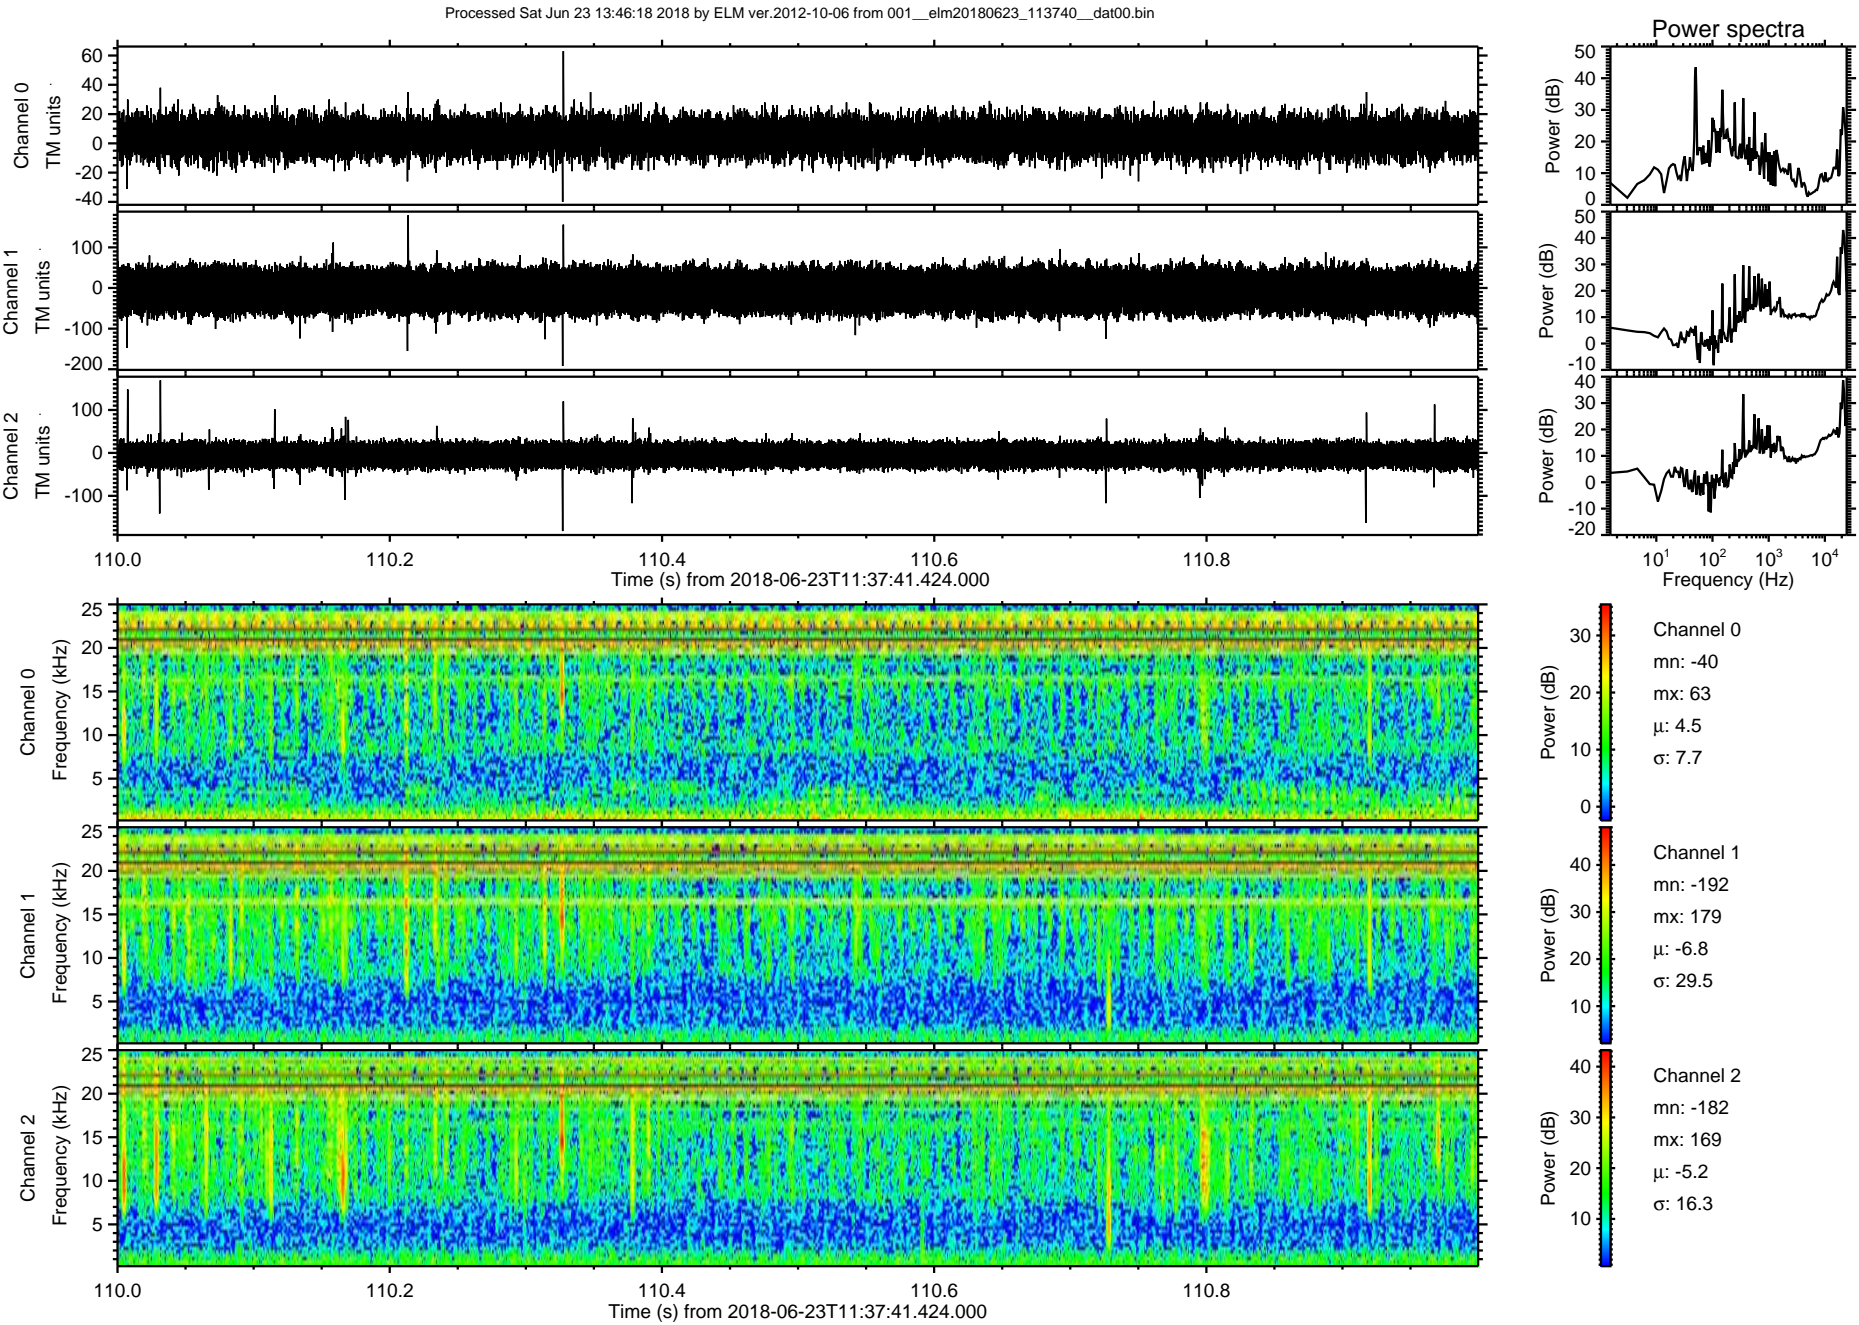 Processed Sat Jun 23 13:46:18 2018 by ELM ver.2012-10-06 from 001__elm20180623_113740__dat00.bin
Power spectra
Channel 0
TM units
60
40
20
0
-20
-40
Power (dB)
50
40
30
20
10
0
Channel 1
TM units
100
0
-100
-200
Power (dB)
50
40
30
20
10
0
-10
Channel 2
TM units
100
0
-100
Power (dB)
40
30
20
10
0
-10
-20
110.0 110.2 110.4 110.6 110.8
Time (s) from 2018-06-23T11:37:41.424.000
10^1 10^2 10^3 10^4
Frequency (Hz)
Channel 0
Frequency (kHz)
25
20
15
10
5
Power (dB)
30
20
10
0
Channel 0
mn: -40
mx: 63
μ: 4.5
σ: 7.7
Channel 1
Frequency (kHz)
25
20
15
10
5
Power (dB)
40
30
20
10
Channel 1
mn: -192
mx: 179
μ: -6.8
σ: 29.5
Channel 2
Frequency (kHz)
25
20
15
10
5
Power (dB)
40
30
20
10
Channel 2
mn: -182
mx: 169
μ: -5.2
σ: 16.3
110.0 110.2 110.4 110.6 110.8
Time (s) from 2018-06-23T11:37:41.424.000